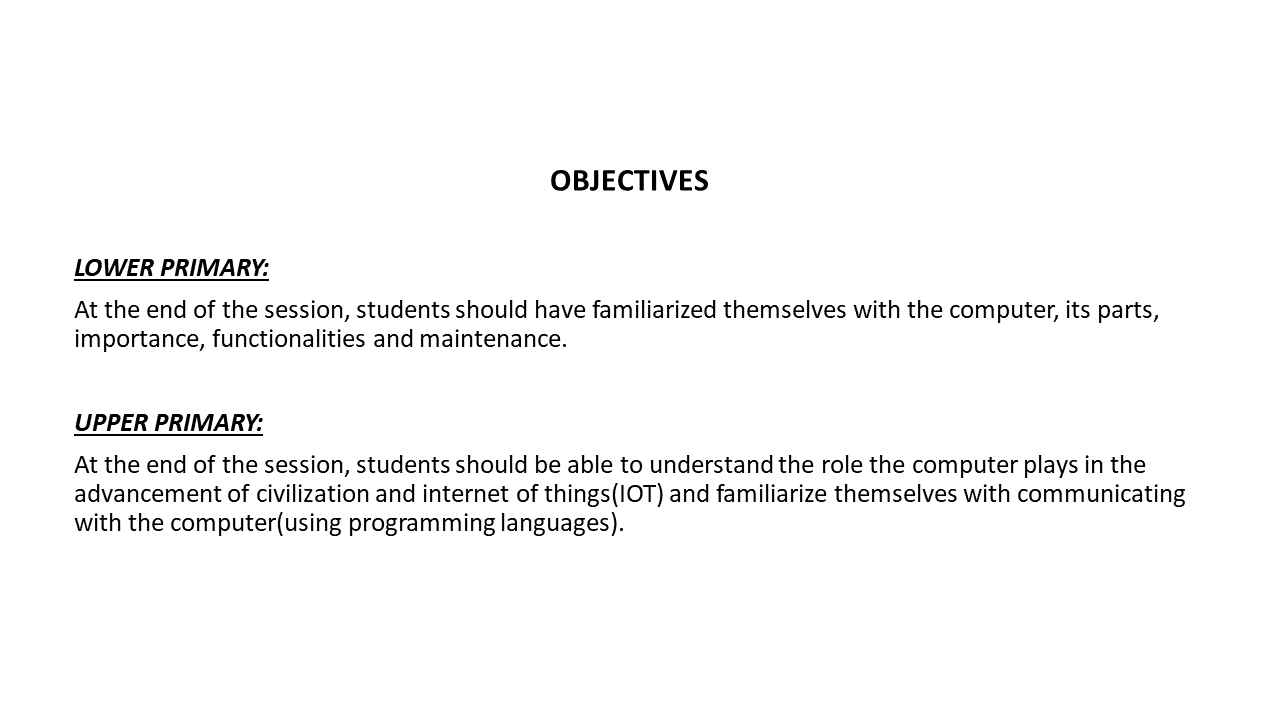 OBJECTIVES
LOWER PRIMARY:
At the end of the session, students should have familiarized themselves with the computer, its parts,
importance, functionalities and maintenance.
UPPER PRIMARY:
At the end of the session, students should be able to understand the role the computer plays in the
advancement of civilization and internet of things(IOT) and familiarize themselves with communicating
with the computer(using programming languages).